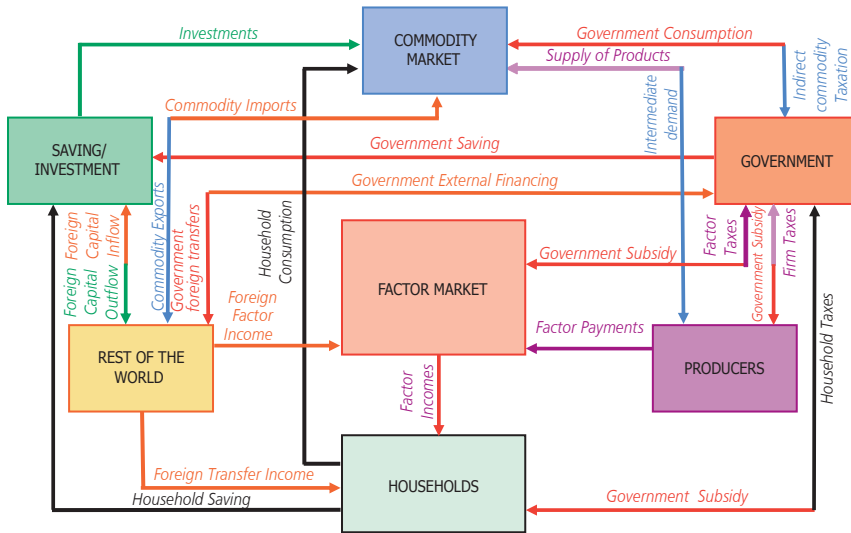 Investments
COMMODITY
MARKET
Government Consumption
Supply of Products
Indirect
commodity
Taxation
Commodity Imports
Intermediate
demand
SAVING/
INVESTMENT
Government Saving
GOVERNMENT
Government External Financing
Household
Consumption
Foreign
Capital
Inflow
Foreign
Capital
Outflow
Commodity Exports
Government
foreign transfers
Factor
Taxes
Government Subsidy
Firm Taxes
Government Subsidy
FACTOR MARKET
Foreign
Factor
Income
REST OF THE
WORLD
Factor Payments
PRODUCERS
Household Taxes
Factor
Incomes
Foreign Transfer Income
HOUSEHOLDS
Household Saving
Government Subsidy